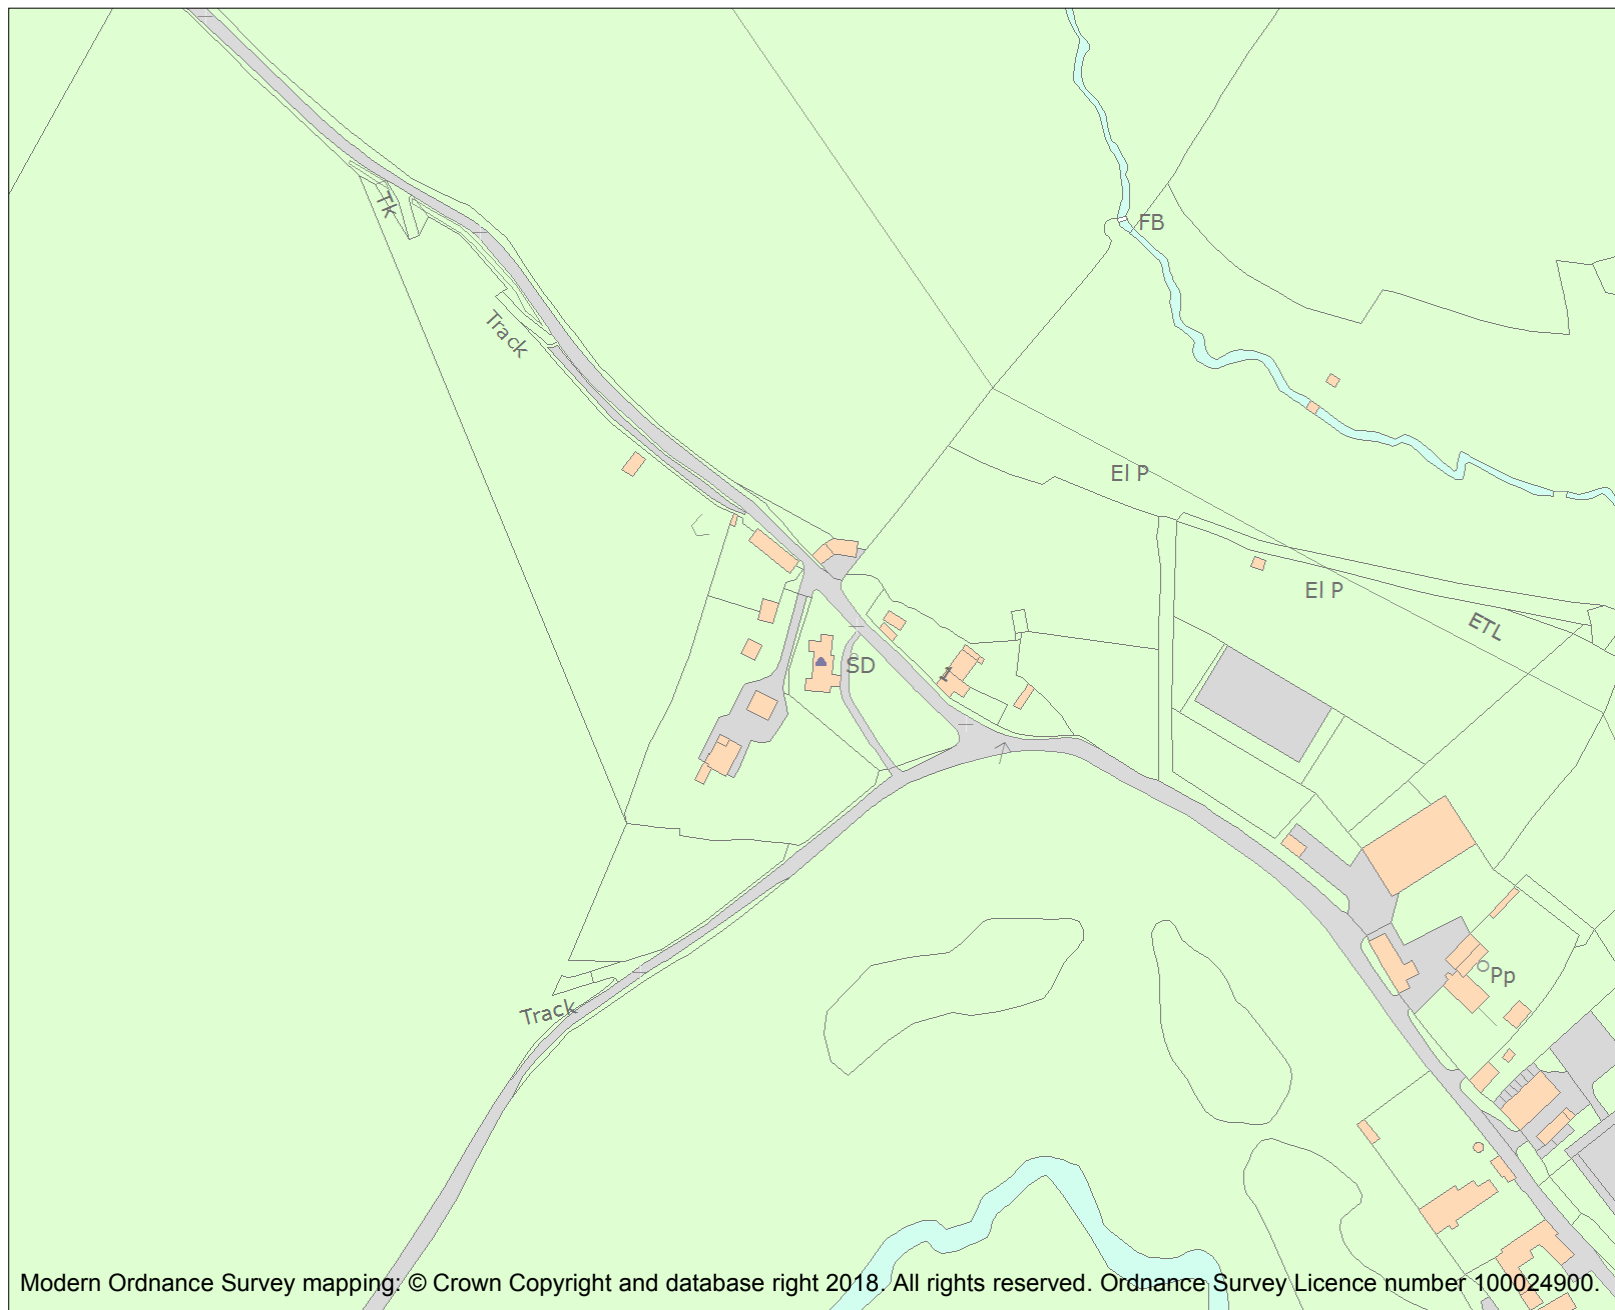 Tk
FB
Track
El P
El P
ETL
SD
1
Pp
Track
Modern Ordnance Survey mapping: © Crown Copyright and database right 2018. All rights reserved. Ordnance Survey Licence number 100024900.